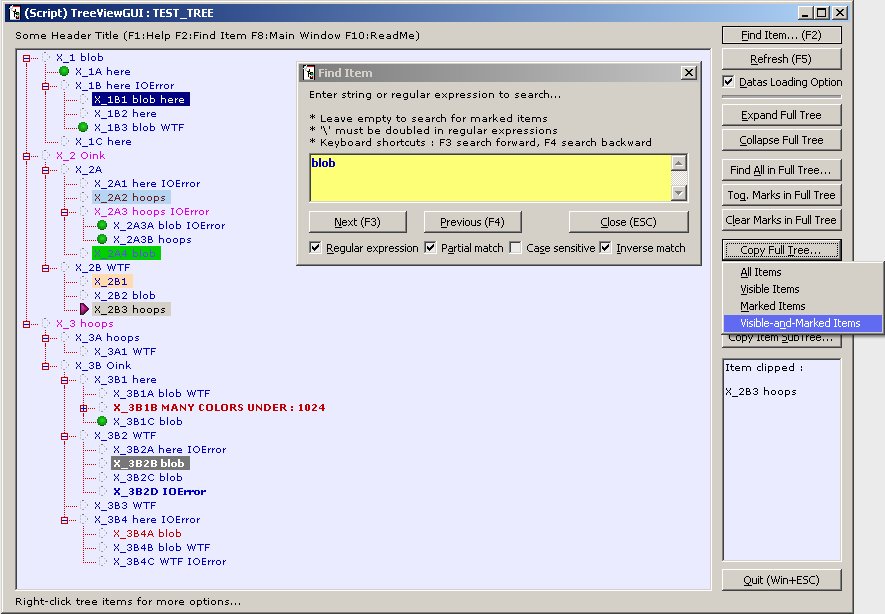 (Script) TreeViewGUI : TEST_TREE
Some Header Title (F1:Help F2:Find Item F8:Main Window F10:ReadMe)
X_1 blob
X_1A here
X_1B here IOError
X_1B1 blob here
X_1B2 here
X_1B3 blob WTF
X_1C here
X_2 Oink
X_2A
X_2A1 here IOError
X_2A2 hoops
X_2A3 hoops IOError
X_2A3A blob IOError
X_2A3B hoops
X_2A4 blob
X_2B WTF
X_2B1
X_2B2 blob
X_2B3 hoops
X_3 hoops
X_3A hoops
X_3A1 WTF
X_3B Oink
X_3B1 here
X_3B1A blob WTF
X_3B1B MANY COLORS UNDER : 1024
X_3B1C blob
X_3B2 WTF
X_3B2A here IOError
X_3B2B blob
X_3B2C blob
X_3B2D IOError
X_3B3 WTF
X_3B4 here IOError
X_3B4A blob
X_3B4B blob WTF
X_3B4C WTF IOError
Find Item
Enter string or regular expression to search...
* Leave empty to search for marked items
* '\' must be doubled in regular expressions
* Keyboard shortcuts : F3 search forward, F4 search backward
blob
Next (F3) Previous (F4) Close (ESC)
Regular expression Partial match Case sensitive Inverse match
Find Item... (F2)
Refresh (F5)
Datas Loading Option
Expand Full Tree
Collapse Full Tree
Find All in Full Tree...
Tog. Marks in Full Tree
Clear Marks in Full Tree
Copy Full Tree...
All Items
Visible Items
Marked Items
Visible-and-Marked Items
Copy Item SubTree...
Item clipped :
X_2B3 hoops
Quit (Win+ESC)
Right-click tree items for more options...